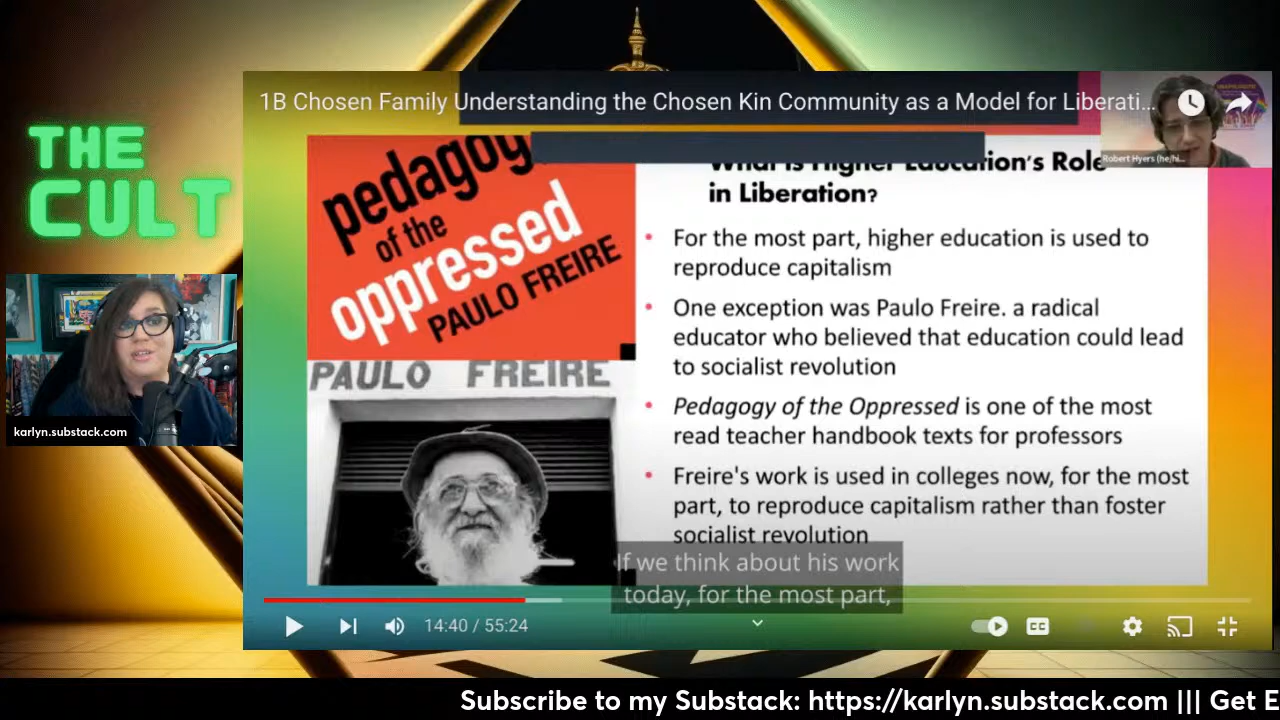 THE
CULT
karlyn.substack.com
1B Chosen Family Understanding the Chosen Kin Community as a Model for Liberati...
Robert Hyers (he/hi...
pedagogy
of the
oppressed
PAULO FREIRE
PAULO FREIRE
What is Higher Education's Role
in Liberation?
• For the most part, higher education is used to
reproduce capitalism
• One exception was Paulo Freire. a radical
educator who believed that education could lead
to socialist revolution
• Pedagogy of the Oppressed is one of the most
read teacher handbook texts for professors
• Freire's work is used in colleges now, for the most
part, to reproduce capitalism rather than foster
socialist revolution
If we think about his work
today, for the most part,
14:40 / 55:24
CC
Subscribe to my Substack: https://karlyn.substack.com ||| Get E